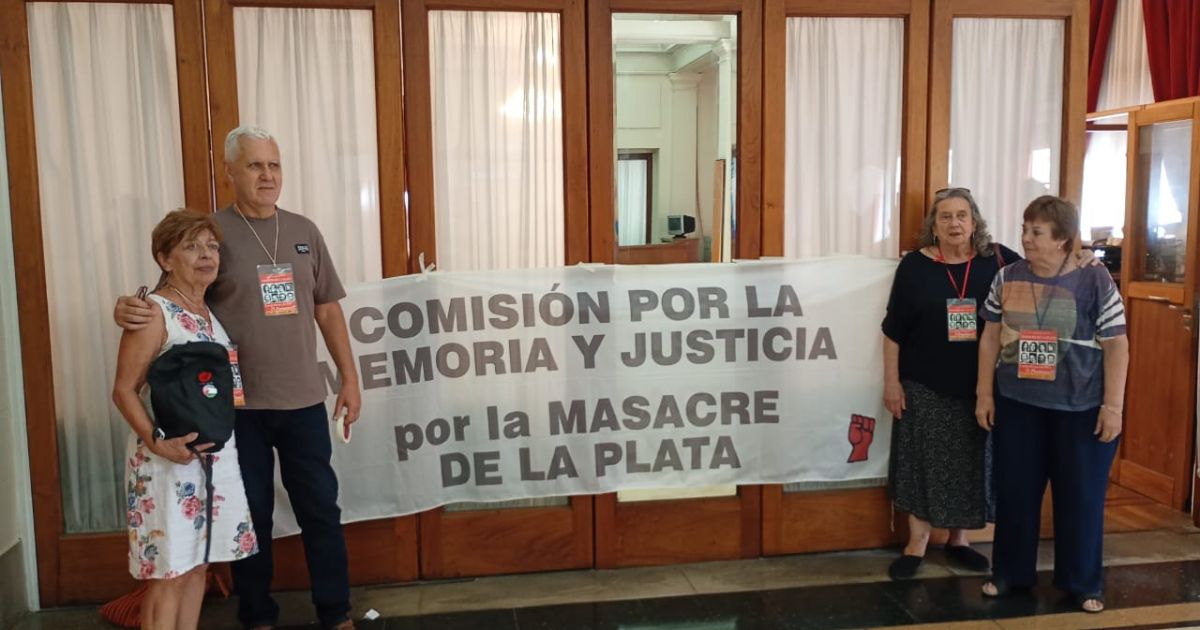 COMISIÓN POR LA
MEMORIA Y JUSTICIA
por la MASACRE
DE LA PLATA